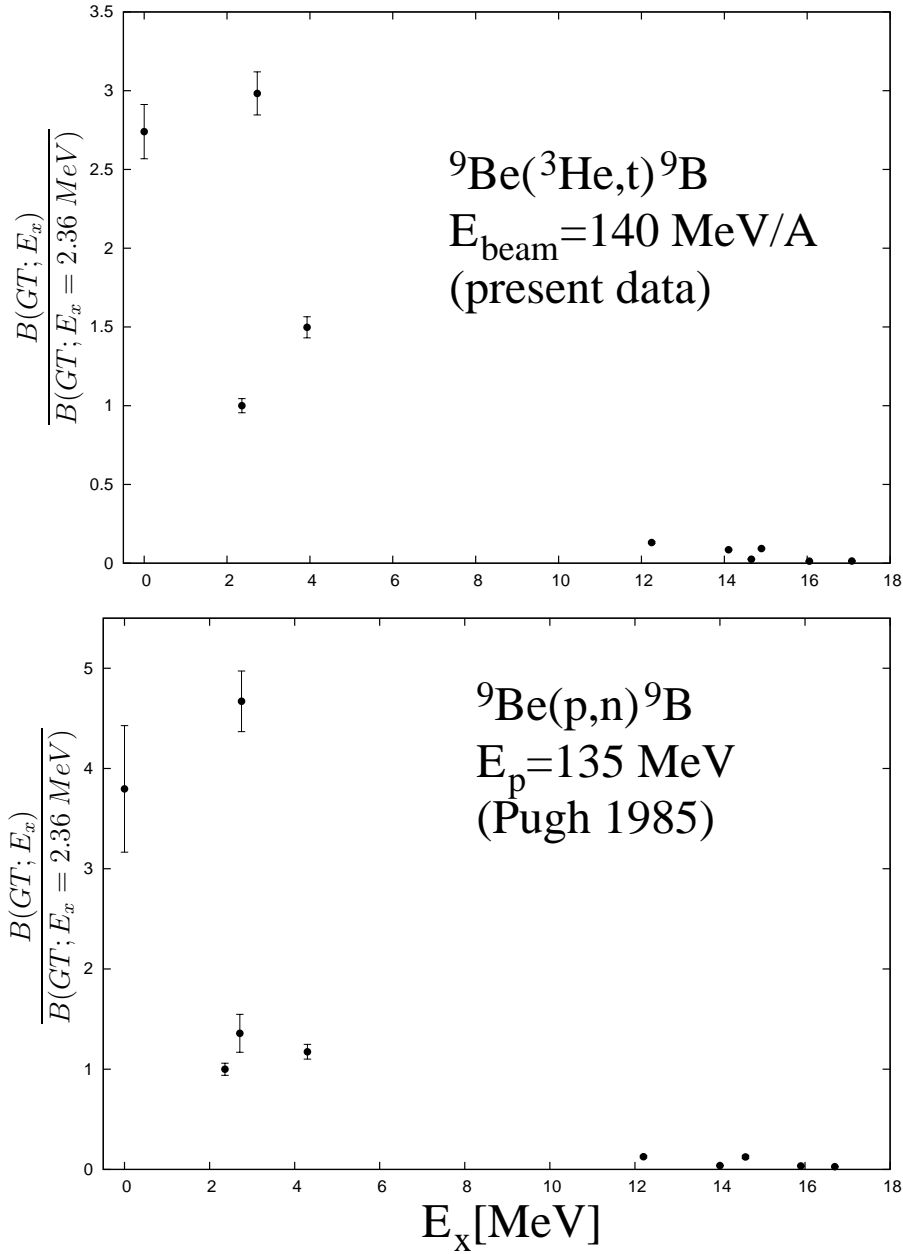 3.5
3
2.5
2
1.5
1
0.5
0
0 2 4 6 8 10 12 14 16 18
B(GT; E_x)
B(GT; E_x = 2.36 MeV)
⁹Be(³He,t)⁹B
E_beam=140 MeV/A
(present data)
5
4
3
2
1
0
0 2 4 6 8 10 12 14 16 18
B(GT; E_x)
B(GT; E_x = 2.36 MeV)
⁹Be(p,n)⁹B
E_p=135 MeV
(Pugh 1985)
E_x[MeV]